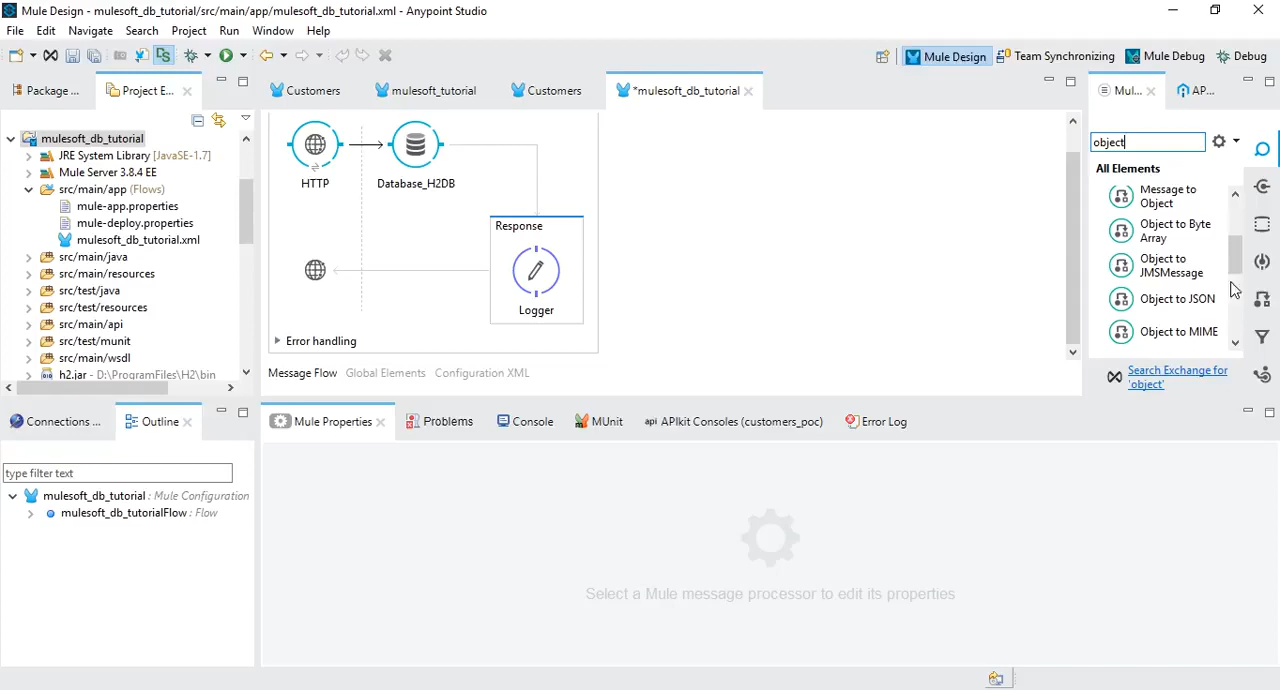 Mule Design - mulesoft_db_tutorial/src/main/app/mulesoft_db_tutorial.xml - Anypoint Studio
File Edit Navigate Search Project Run Window Help
Mule Design Team Synchronizing Mule Debug Debug
Package ... Project E...
Customers mulesoft_tutorial Customers *mulesoft_db_tutorial
Mul... AP...
mulesoft_db_tutorial
JRE System Library [JavaSE-1.7]
Mule Server 3.8.4 EE
src/main/app (Flows)
mule-app.properties
mule-deploy.properties
mulesoft_db_tutorial.xml
src/main/java
src/main/resources
src/test/java
src/test/resources
src/main/api
src/test/munit
src/main/wsdl
h2.jar - D:\ProgramFiles\H2\bin
HTTP
Database_H2DB
Response
Logger
Error handling
Message Flow Global Elements Configuration XML
object
All Elements
Message to
Object
Object to Byte
Array
Object to
JMSMessage
Object to JSON
Object to MIME
Search Exchange for
'object'
Connections ... Outline
type filter text
mulesoft_db_tutorial : Mule Configuration
mulesoft_db_tutorialFlow : Flow
Mule Properties Problems Console MUnit api APIkit Consoles (customers_poc) Error Log
Select a Mule message processor to edit its properties